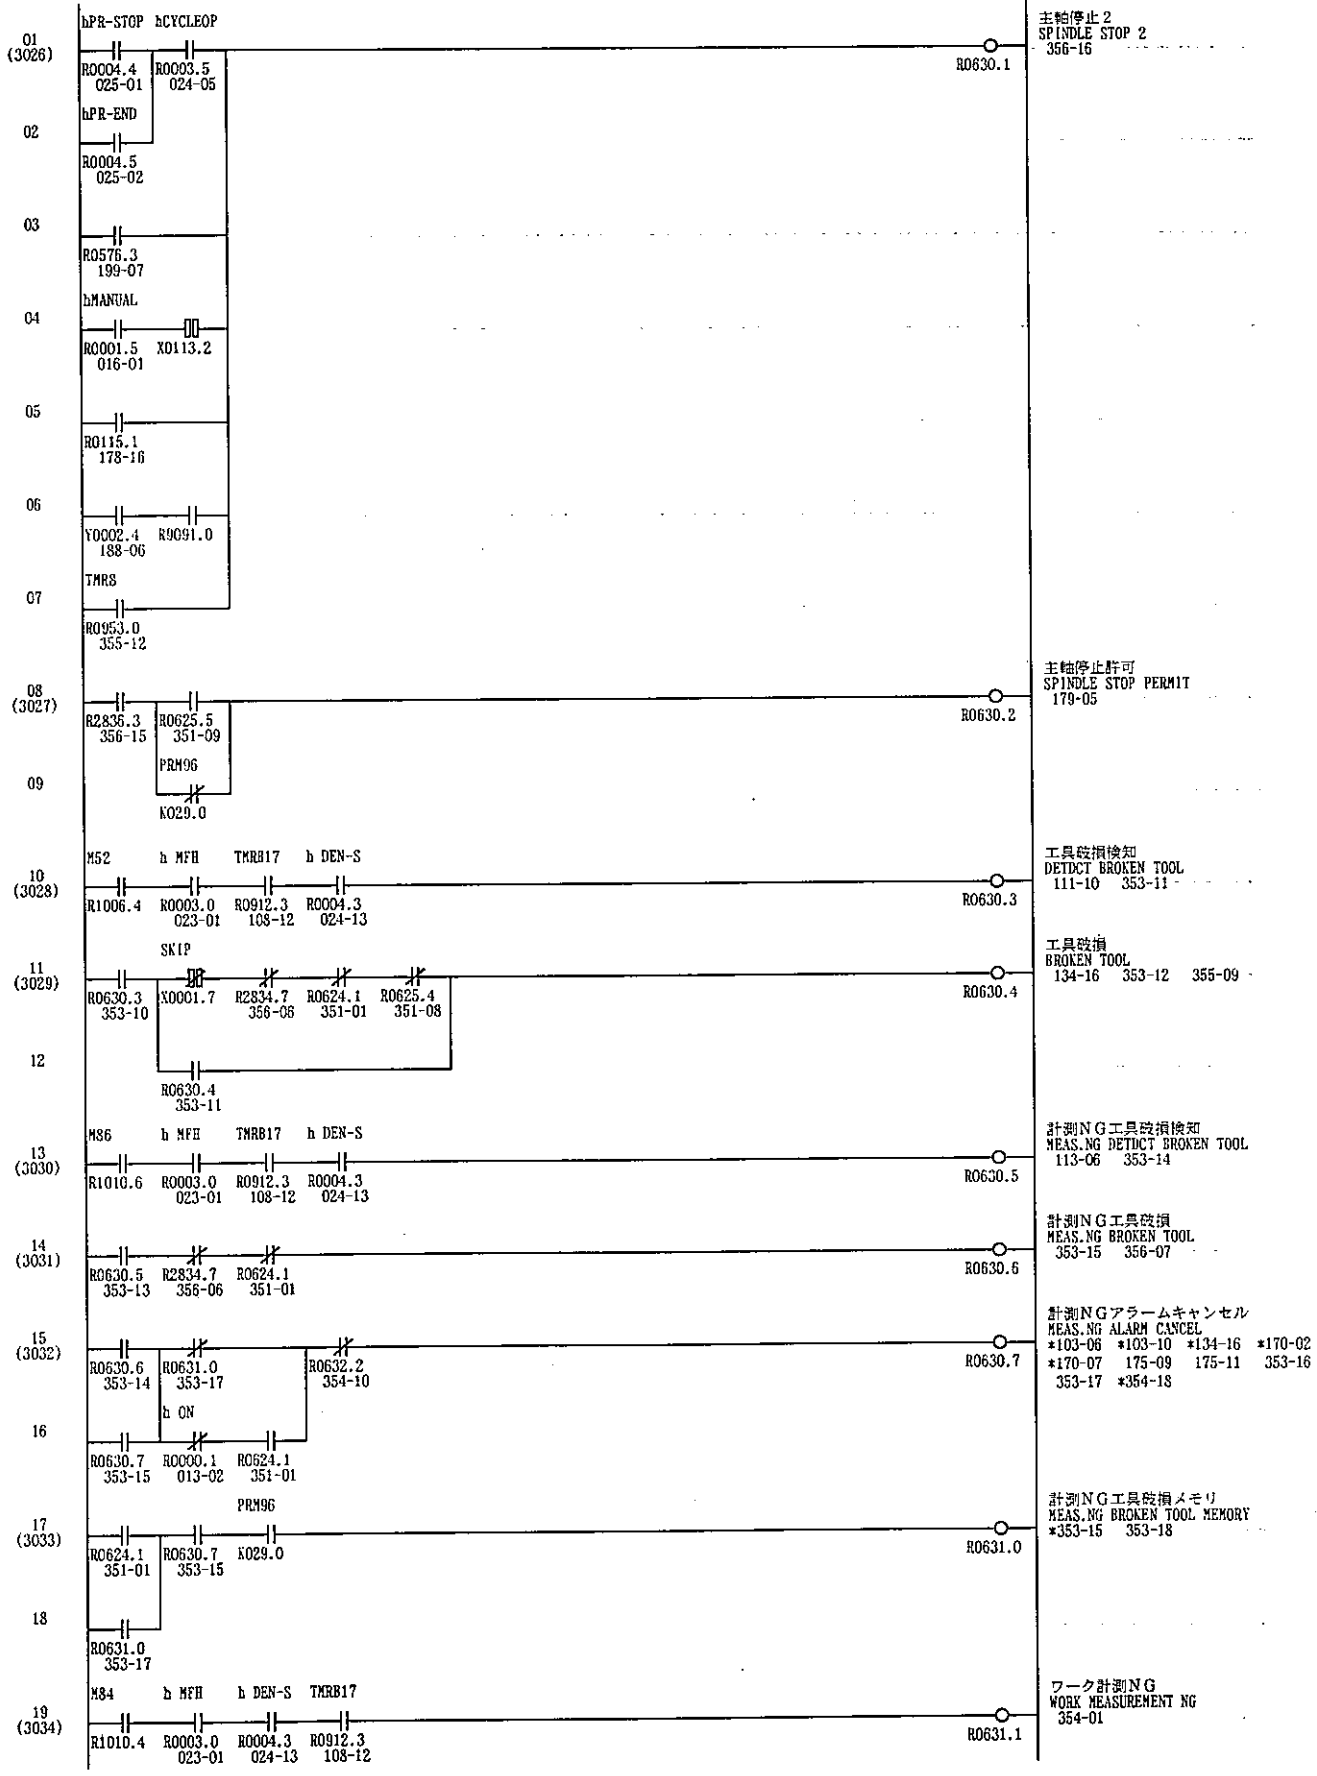 hPR-STOP hCYCLEOP
01
(3026)
R0004.4 R0003.5
025-01 024-05
R0630.1
主軸停止2
SPINDLE STOP 2
356-16
hPR-END
02
R0004.5
025-02
03
R0576.3
199-07
hMANUAL
04
R0001.5 X0113.2
016-01
05
R0115.1
178-16
06
Y0002.4 R9091.0
188-06
TMRS
07
R0953.0
355-12
08
(3027)
R2836.3 R0625.5
356-15 351-09
R0630.2
主軸停止許可
SPINDLE STOP PERMIT
179-05
PRM96
09
K029.0
M52 h MFH TMRB17 h DEN-S
10
(3028)
R1006.4 R0003.0 R0912.3 R0004.3
023-01 108-12 024-13
R0630.3
工具破損検知
DETDCT BROKEN TOOL
111-10 353-11
SKIP
11
(3029)
R0630.3 X0001.7 R2834.7 R0624.1 R0625.4
353-10 356-06 351-01 351-08
R0630.4
工具破損
BROKEN TOOL
134-16 353-12 355-09
12
R0630.4
353-11
M86 h MFH TMRB17 h DEN-S
13
(3030)
R1010.6 R0003.0 R0912.3 R0004.3
023-01 108-12 024-13
R0630.5
計測NG工具破損検知
MEAS.NG DETDCT BROKEN TOOL
113-06 353-14
14
(3031)
R0630.5 R2834.7 R0624.1
353-13 356-06 351-01
R0630.6
計測NG工具破損
MEAS.NG BROKEN TOOL
353-15 356-07
15
(3032)
R0630.6 R0631.0 R0632.2
353-14 353-17 354-10
R0630.7
計測NGアラームキャンセル
MEAS.NG ALARM CANCEL
*103-06 *103-10 *134-16 *170-02
*170-07 175-09 175-11 353-16
353-17 *354-18
h ON
16
R0630.7 R0000.1 R0624.1
353-15 013-02 351-01
PRM96
17
(3033)
R0624.1 R0630.7 K029.0
351-01 353-15
R0631.0
計測NG工具破損メモリ
MEAS.NG BROKEN TOOL MEMORY
*353-15 353-18
18
R0631.0
353-17
M84 h MFH h DEN-S TMRB17
19
(3034)
R1010.4 R0003.0 R0004.3 R0912.3
023-01 024-13 108-12
R0631.1
ワーク計測NG
WORK MEASUREMENT NG
354-01